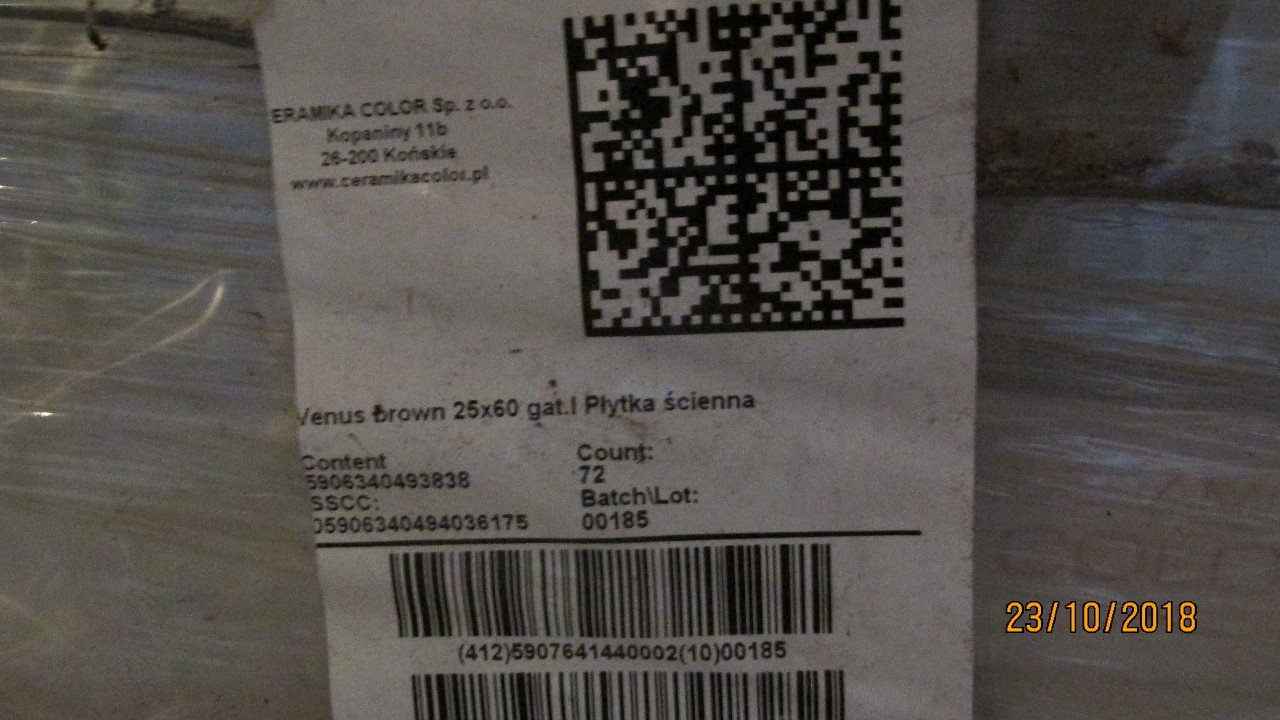 ERAMIKA COLOR Sp. z o.o.
Kopaniny 11b
26-200 Końskie
www.ceramikacolor.pl
Venus brown 25x60 gat.I Płytka ścienna
Content
5906340493838
Count:
72
SSCC:
05906340494036175
Batch\Lot:
00185
(412)5907641440002(10)00185
23/10/2018